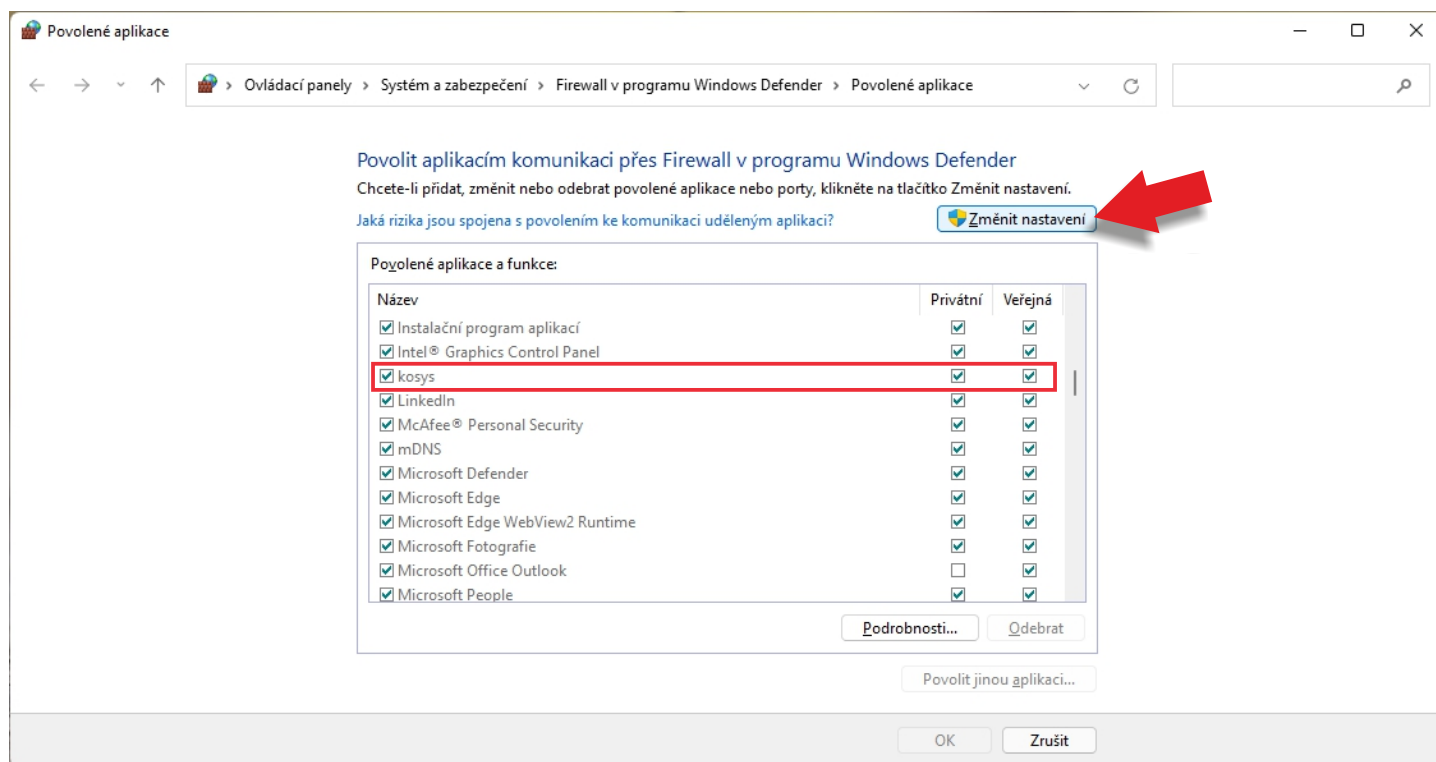 Povolené aplikace
Ovládací panely > Systém a zabezpečení > Firewall v programu Windows Defender > Povolené aplikace
Povolit aplikacím komunikaci přes Firewall v programu Windows Defender
Chcete-li přidat, změnit nebo odebrat povolené aplikace nebo porty, klikněte na tlačítko Změnit nastavení.
Jaká rizika jsou spojena s povolením ke komunikaci uděleným aplikaci? Změnit nastavení
Povolené aplikace a funkce:
Název Privátní Veřejná
Instalační program aplikací
Intel® Graphics Control Panel
kosys
LinkedIn
McAfee® Personal Security
mDNS
Microsoft Defender
Microsoft Edge
Microsoft Edge WebView2 Runtime
Microsoft Fotografie
Microsoft Office Outlook
Microsoft People
Podrobnosti... Odebrat
Povolit jinou aplikaci...
OK Zrušit